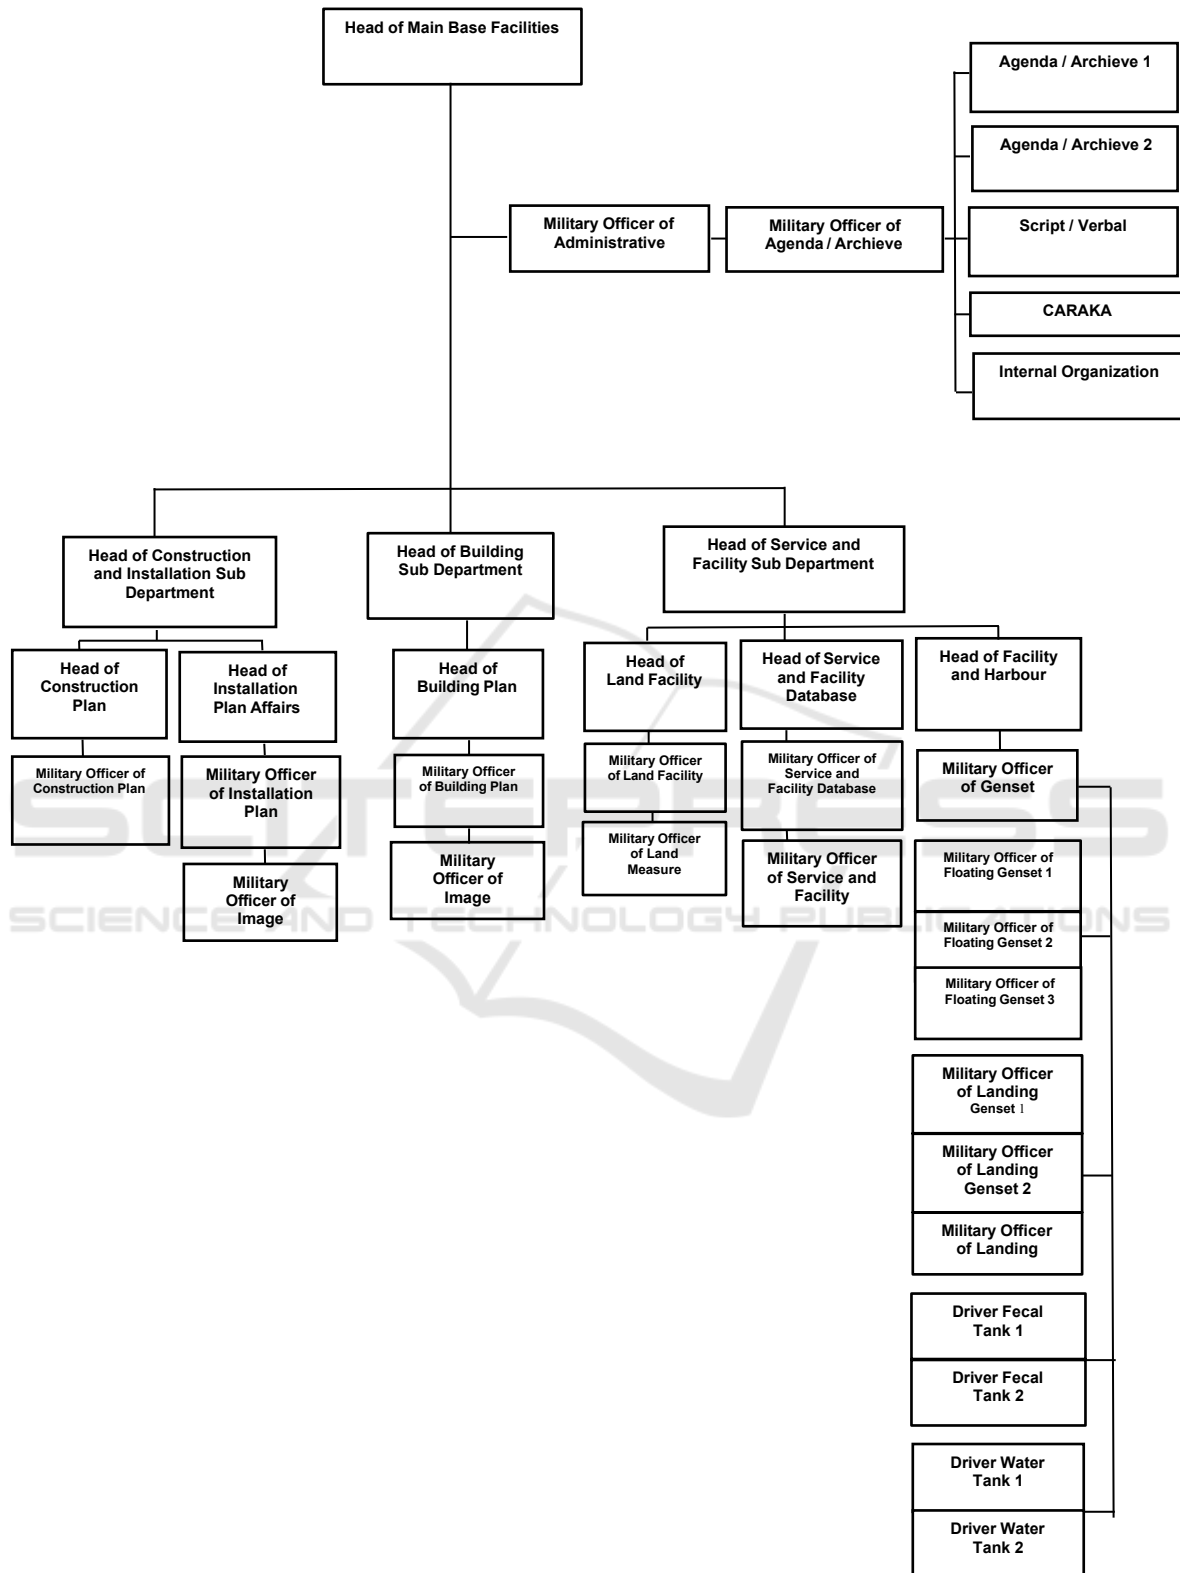 Head of Main Base Facilities
Agenda / Archieve 1
Agenda / Archieve 2
Military Officer of
Administrative
Military Officer of
Agenda / Archieve
Script / Verbal
CARAKA
Internal Organization
Head of Construction
and Installation Sub
Department
Head of Building
Sub Department
Head of Service and
Facility Sub Department
Head of
Construction
Plan
Head of
Installation
Plan Affairs
Head of
Building Plan
Head of
Land Facility
Head of Service
and Facility
Database
Head of Facility
and Harbour
Military Officer of
Construction Plan
Military Officer
of Installation
Plan
Military Officer
of Building Plan
Military Officer
of Land Facility
Military Officer of
Service and
Facility Database
Military Officer
of Genset
Military
Officer of
Image
Military
Officer of
Image
Military Officer
of Land
Measure
Military Officer
of Service and
Facility
Military Officer of
Floating Genset 1
Military Officer of
Floating Genset 2
Military Officer of
Floating Genset 3
Military Officer
of Landing
Genset 1
Military Officer
of Landing
Genset 2
Military Officer
of Landing
Driver Fecal
Tank 1
Driver Fecal
Tank 2
Driver Water
Tank 1
Driver Water
Tank 2
SCITEPRESS
SCIENCE AND TECHNOLOGY PUBLICATIONS